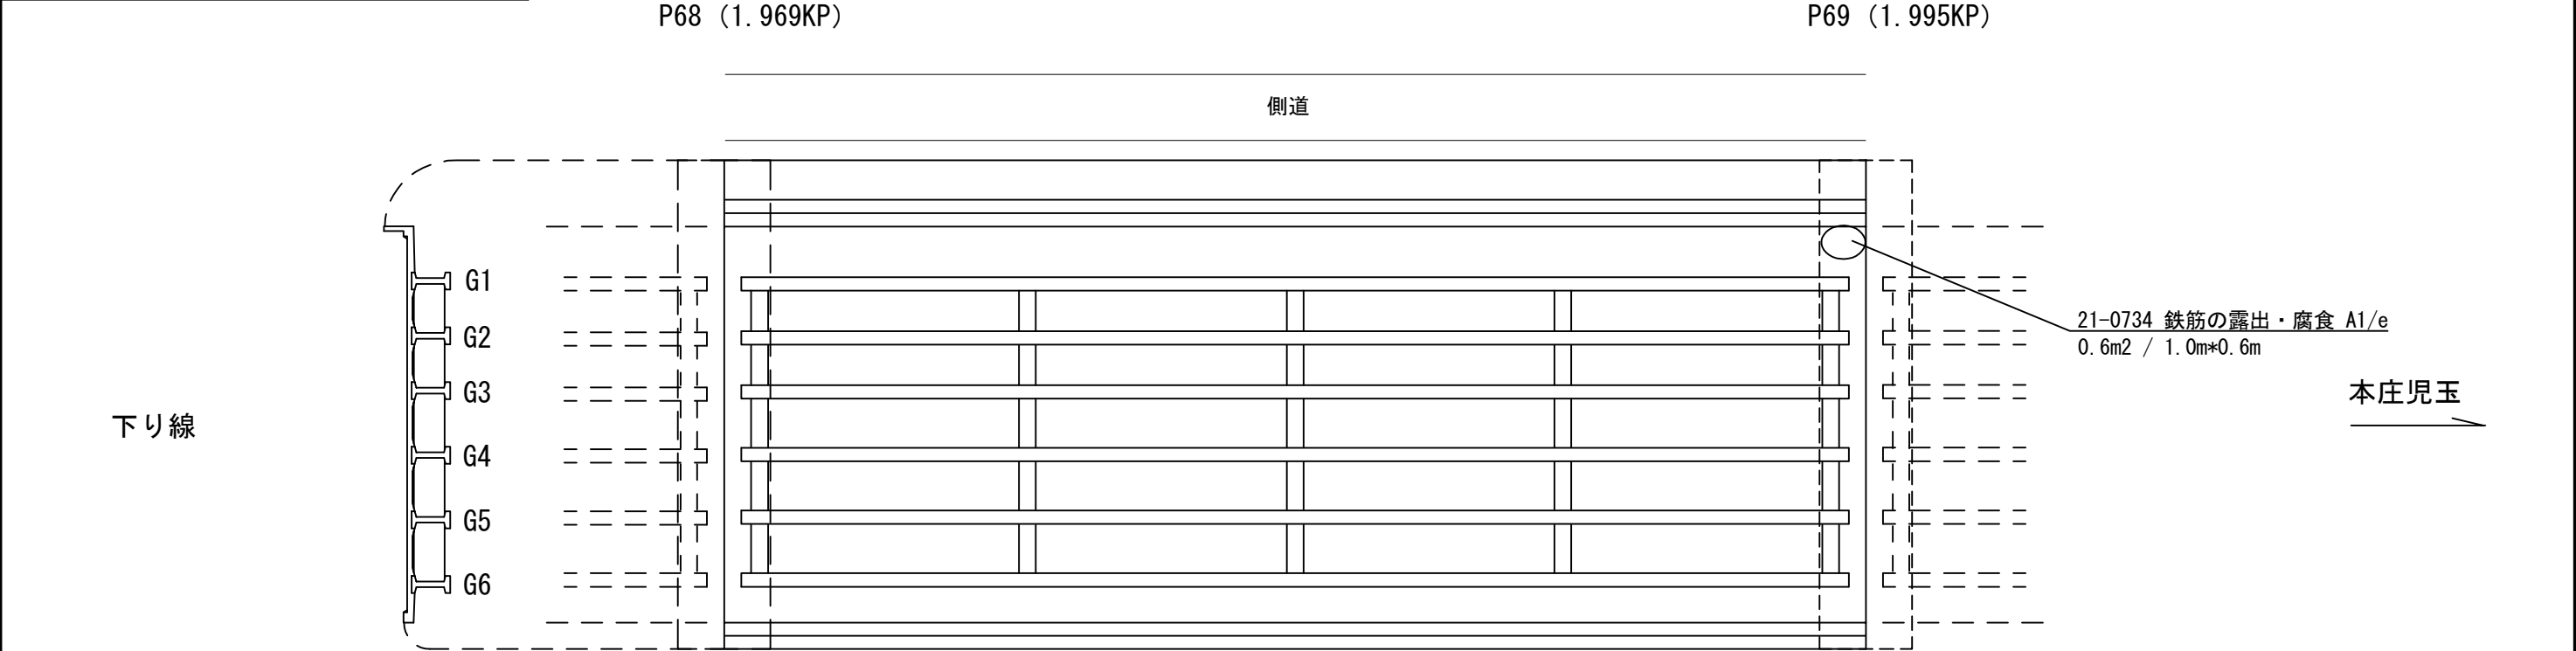 P68 (1.969KP)
P69 (1.995KP)
側道
G1
G2
G3
G4
G5
G6
下り線
21-0734 鉄筋の露出・腐食 A1/e
0.6m2 / 1.0m*0.6m
本庄児玉